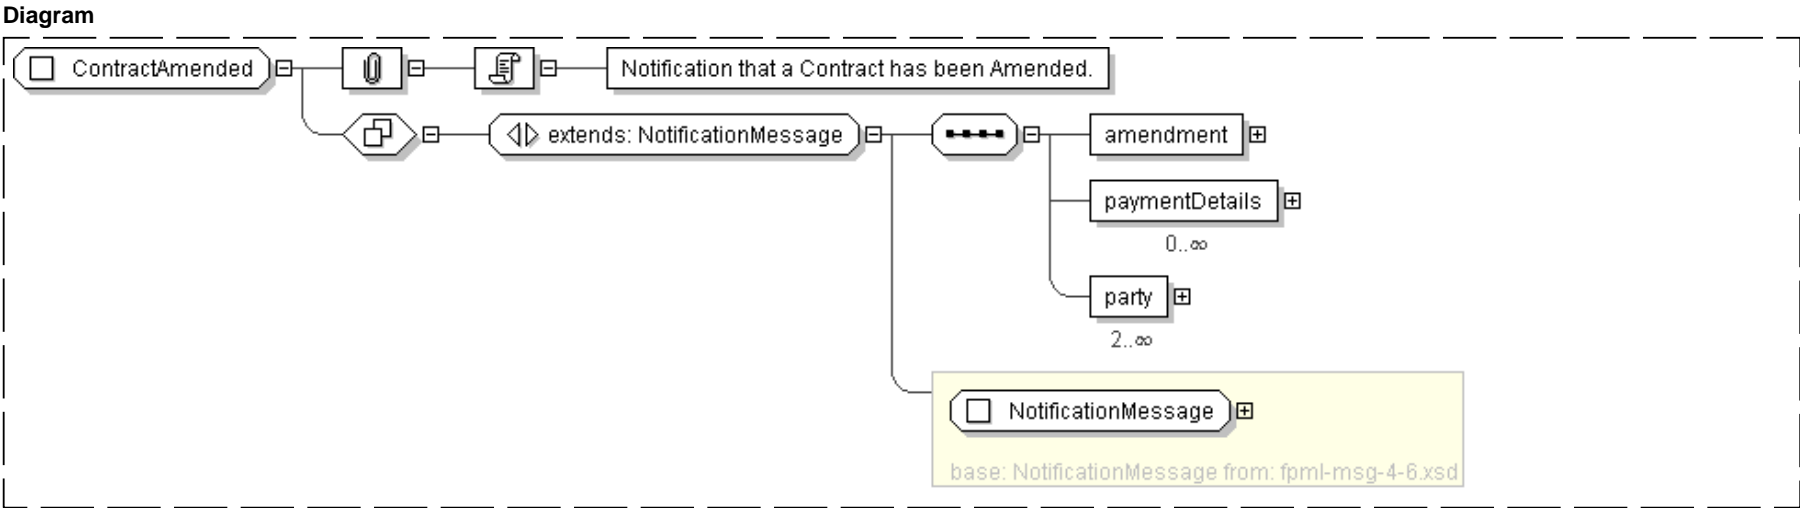 Diagram
ContractAmended
Notification that a Contract has been Amended.
extends: NotificationMessage
amendment
paymentDetails
0..∞
party
2..∞
NotificationMessage
base: NotificationMessage from: fpml-msg-4-6.xsd